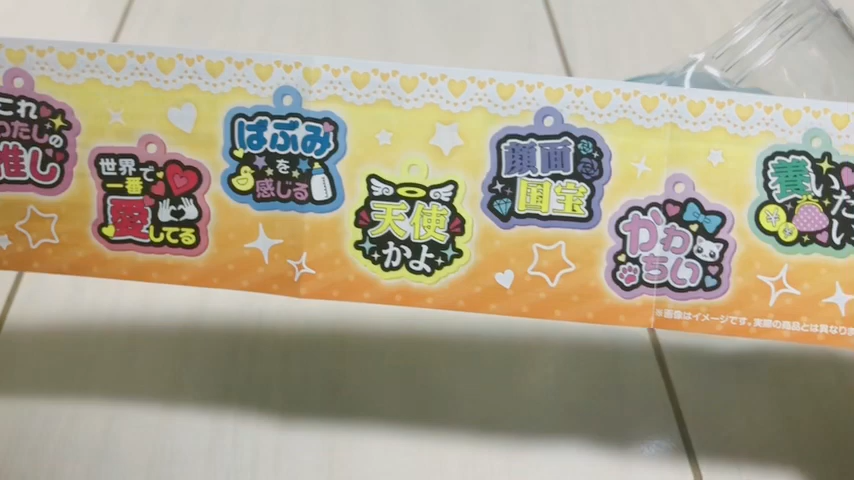 これ
わたしの
推し
世界で
一番
愛してる
ばぶみ
を
感じる
天使
かよ
顔面
国宝
かわ
ちい
養いたい
※画像はイメージです。実際の商品とは異なりま